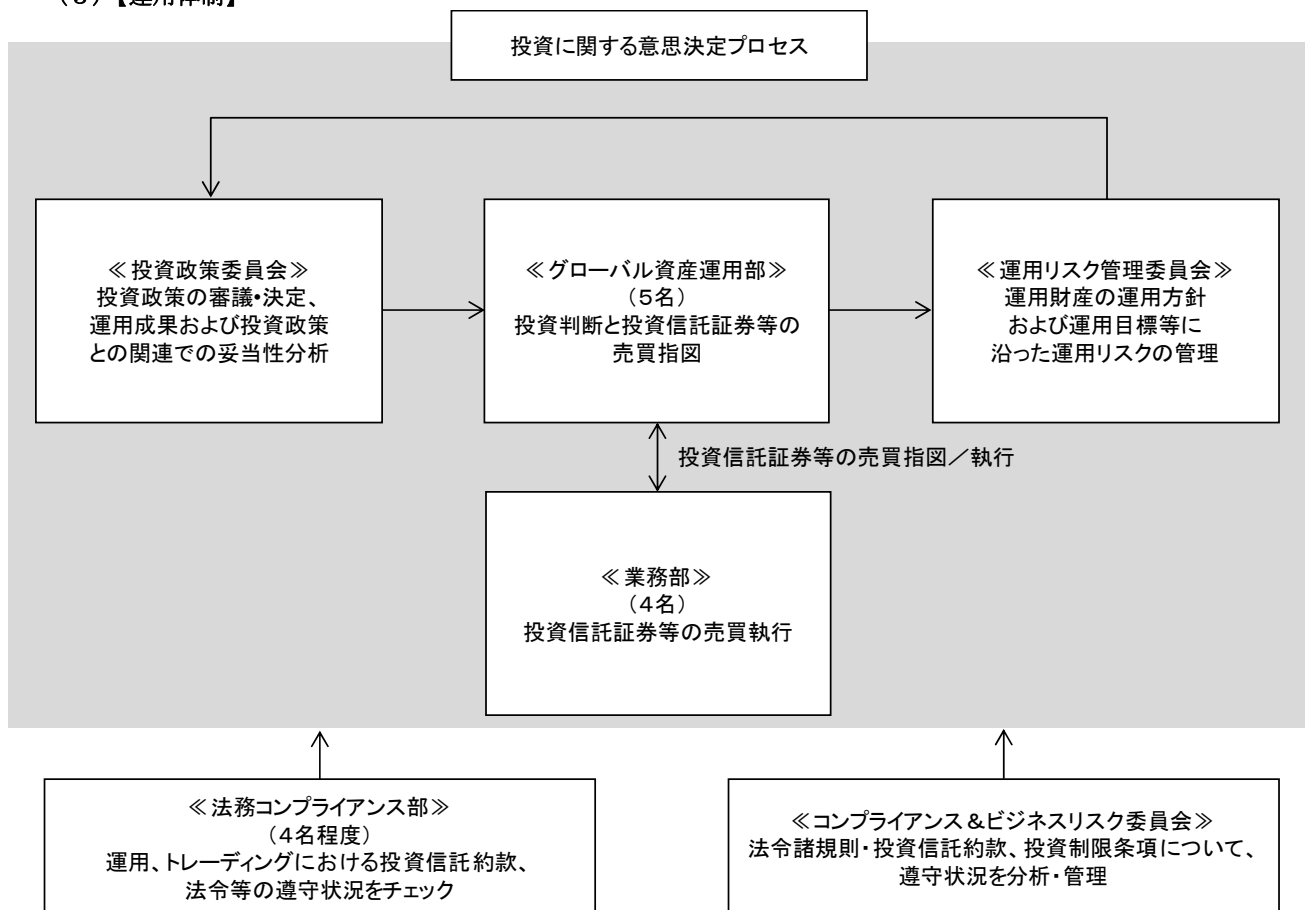 （3）【運用体制】
投資に関する意思決定プロセス
≪投資政策委員会≫
投資政策の審議・決定、
運用成果および投資政策
との関連での妥当性分析
≪グローバル資産運用部≫
（５名）
投資判断と投資信託証券等の
売買指図
≪運用リスク管理委員会≫
運用財産の運用方針
および運用目標等に
沿った運用リスクの管理
投資信託証券等の売買指図／執行
≪業務部≫
（４名）
投資信託証券等の売買執行
≪法務コンプライアンス部≫
（４名程度）
運用、トレーディングにおける投資信託約款、
法令等の遵守状況をチェック
≪コンプライアンス＆ビジネスリスク委員会≫
法令諸規則・投資信託約款、投資制限条項について、
遵守状況を分析・管理